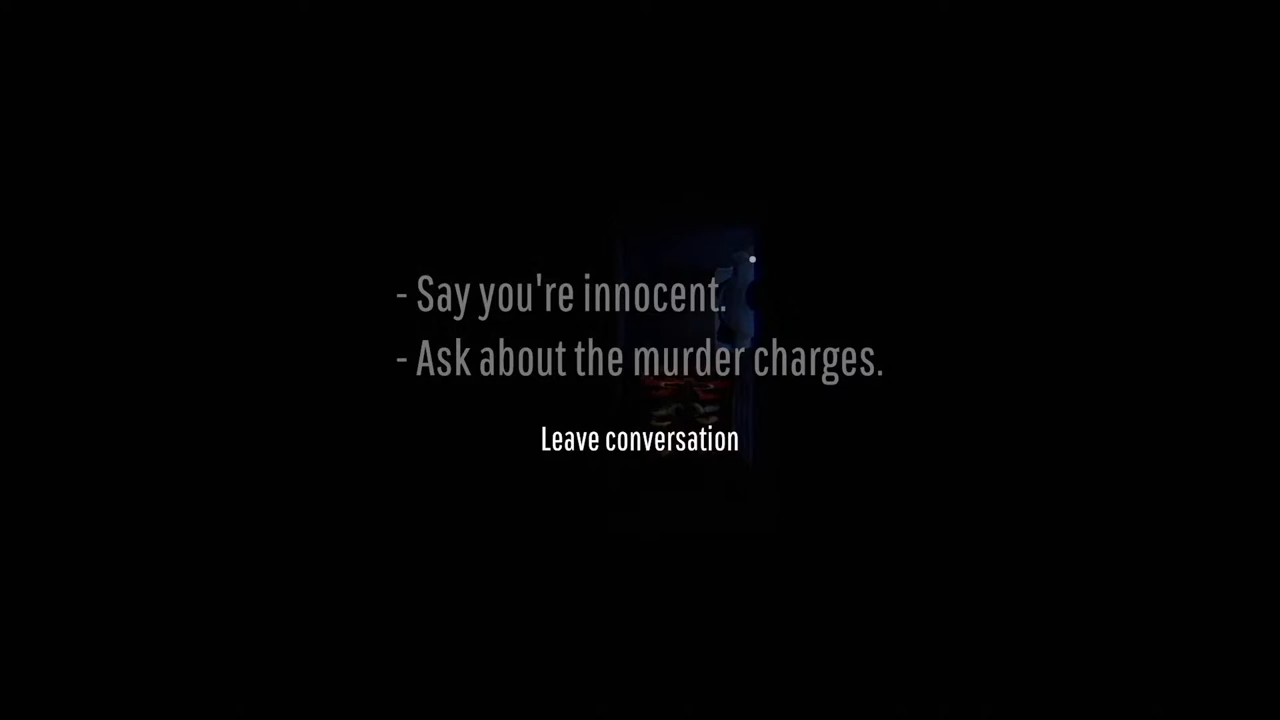 - Say you're innocent.
- Ask about the murder charges.
Leave conversation